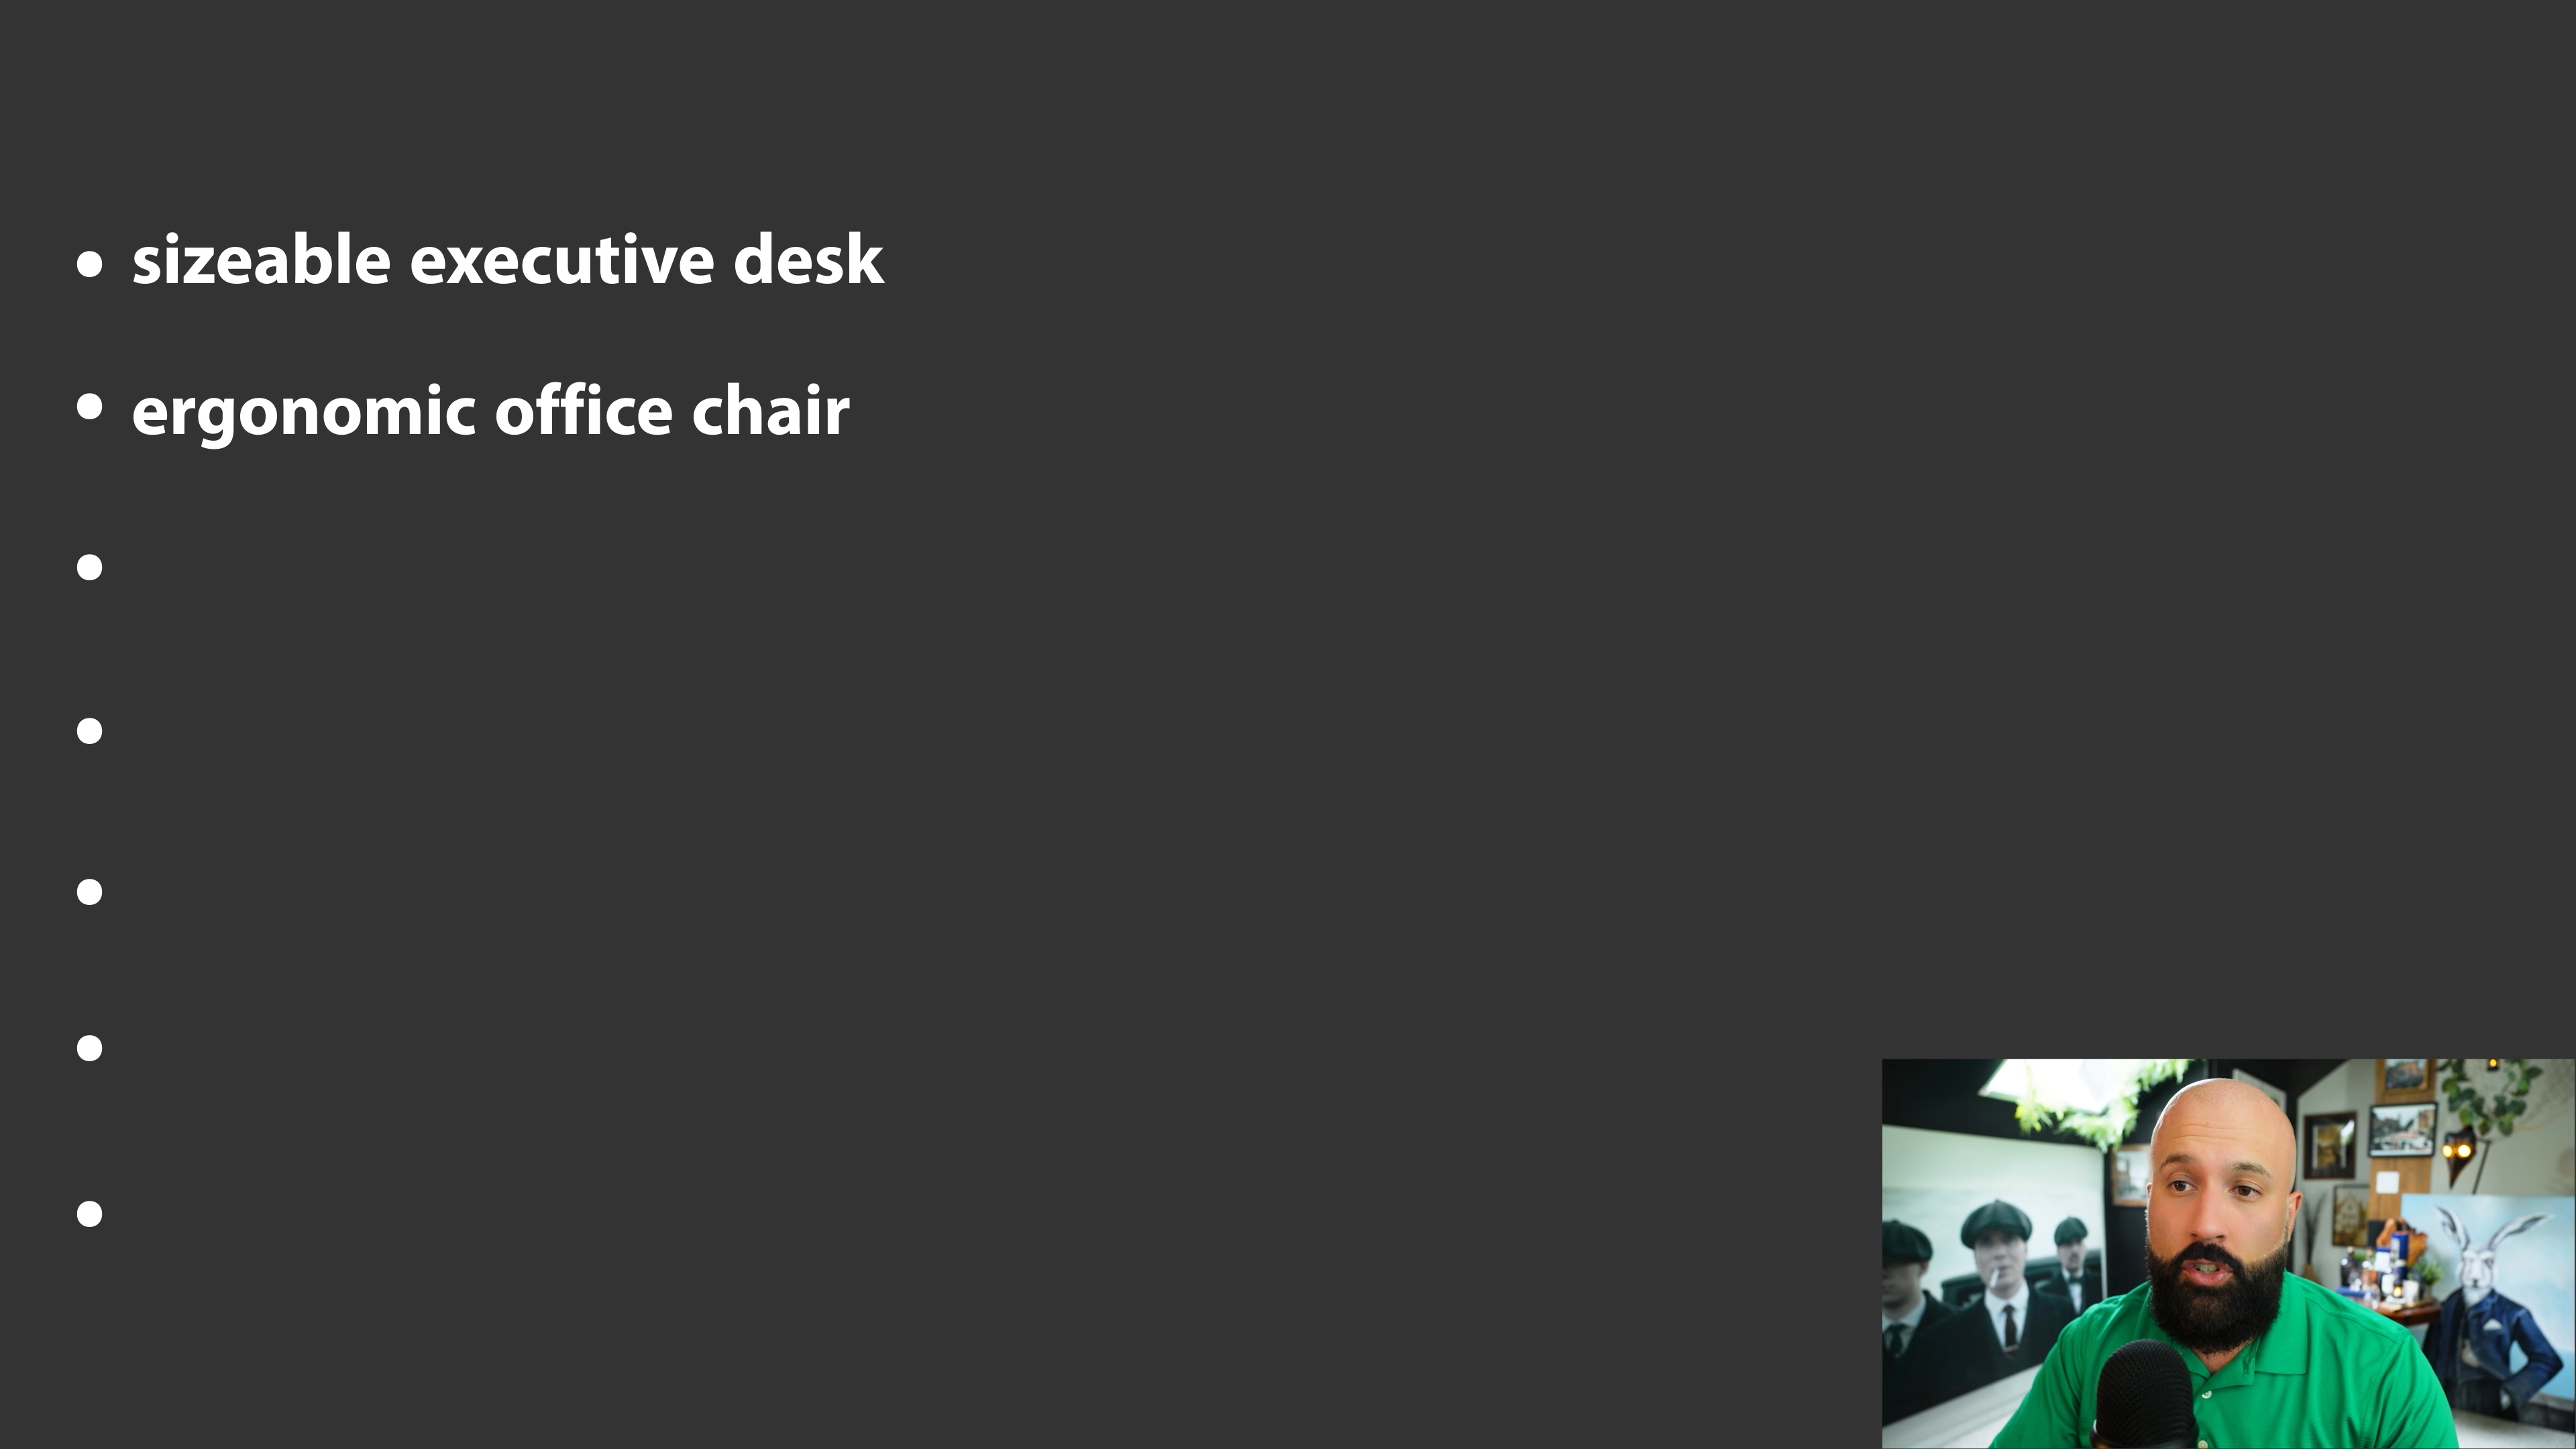 • sizeable executive desk
• ergonomic office chair
•
•
•
•
•